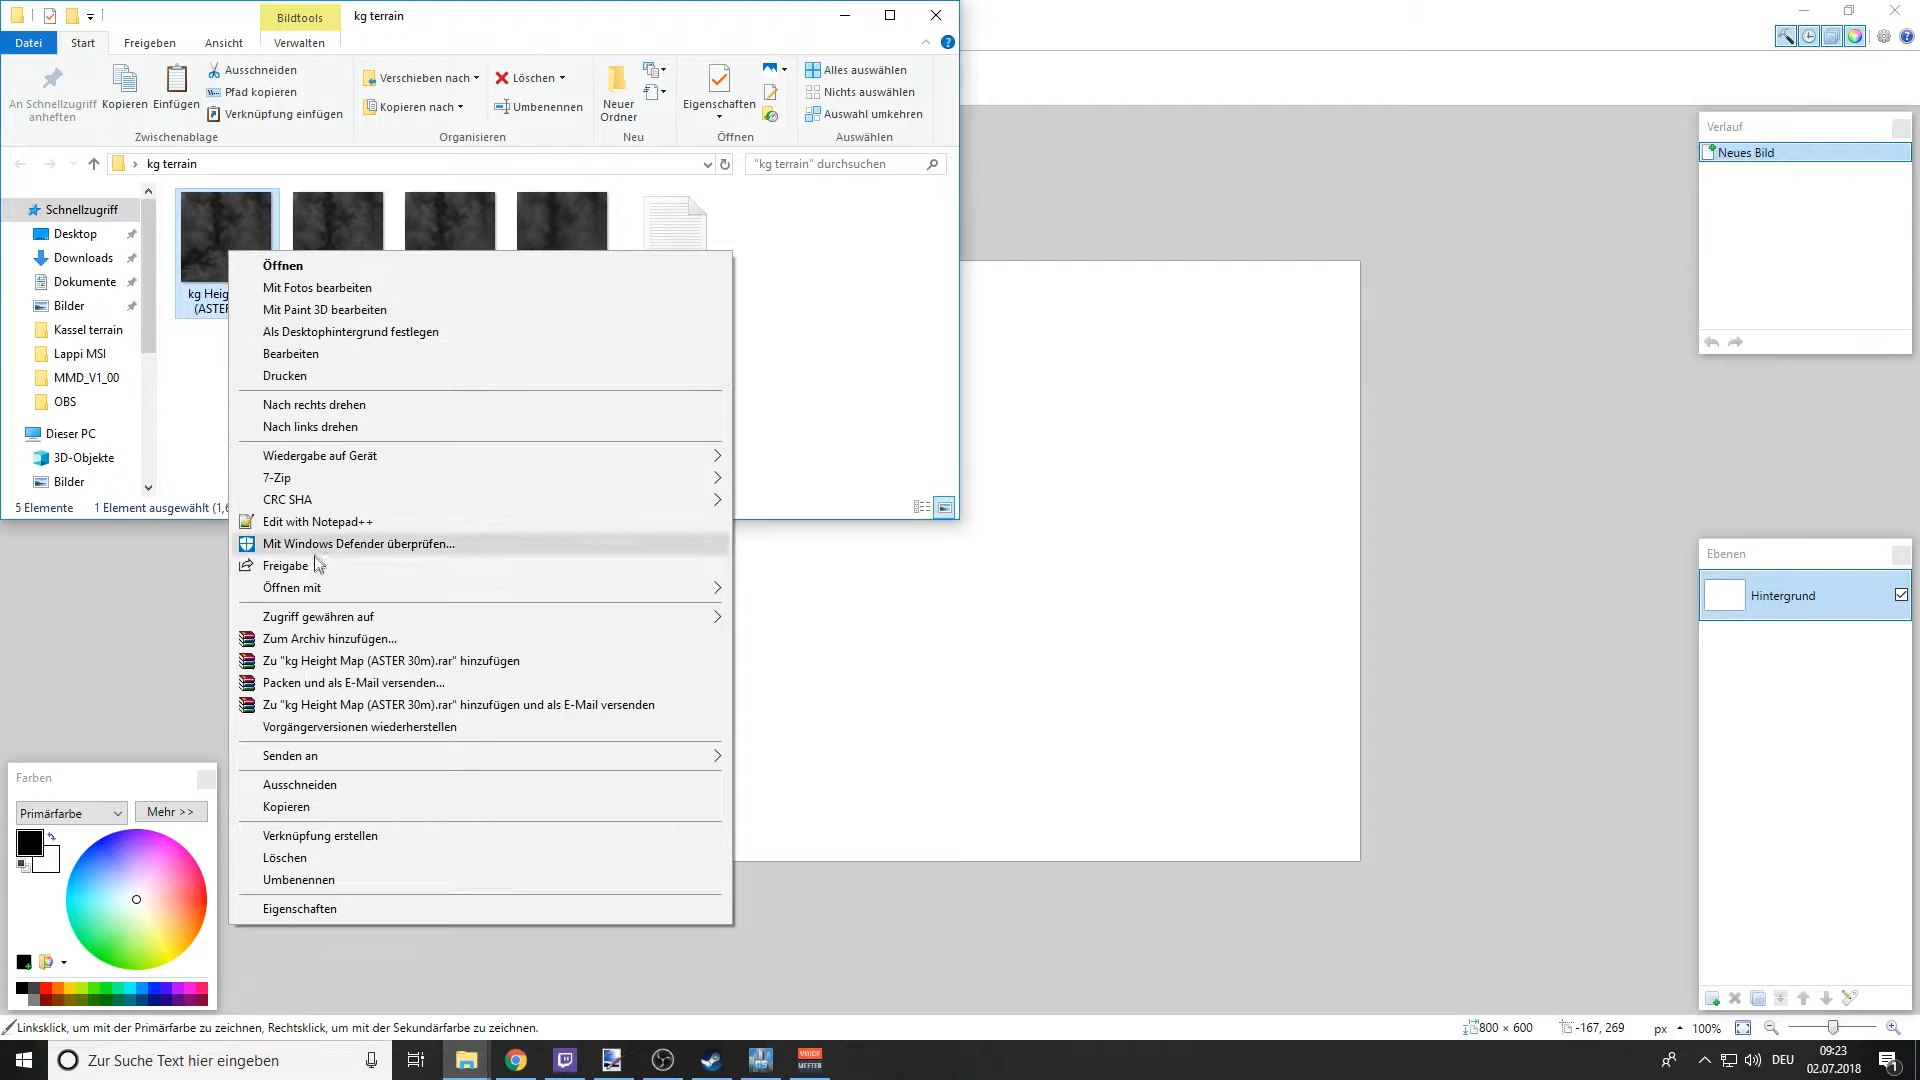 Bildtools
kg terrain
Datei
Start
Freigeben
Ansicht
Verwalten
An Schnellzugriff
anheften
Kopieren
Einfügen
Ausschneiden
Pfad kopieren
Verknüpfung einfügen
Zwischenablage
Verschieben nach
Kopieren nach
Löschen
Umbenennen
Organisieren
Neuer
Ordner
Neu
Eigenschaften
Öffnen
Alles auswählen
Nichts auswählen
Auswahl umkehren
Auswählen
kg terrain
"kg terrain" durchsuchen
Schnellzugriff
Desktop
Downloads
Dokumente
Bilder
Kassel terrain
Lappi MSI
MMD_V1_00
OBS
Dieser PC
3D-Objekte
Bilder
kg Heig
(ASTER
5 Elemente
1 Element ausgewählt (1,6
Öffnen
Mit Fotos bearbeiten
Mit Paint 3D bearbeiten
Als Desktophintergrund festlegen
Bearbeiten
Drucken
Nach rechts drehen
Nach links drehen
Wiedergabe auf Gerät
7-Zip
CRC SHA
Edit with Notepad++
Mit Windows Defender überprüfen...
Freigabe
Öffnen mit
Zugriff gewähren auf
Zum Archiv hinzufügen...
Zu "kg Height Map (ASTER 30m).rar" hinzufügen
Packen und als E-Mail versenden...
Zu "kg Height Map (ASTER 30m).rar" hinzufügen und als E-Mail versenden
Vorgängerversionen wiederherstellen
Senden an
Ausschneiden
Kopieren
Verknüpfung erstellen
Löschen
Umbenennen
Eigenschaften
Verlauf
Neues Bild
Ebenen
Hintergrund
Farben
Primärfarbe
Mehr >>
Linksklick, um mit der Primärfarbe zu zeichnen, Rechtsklick, um mit der Sekundärfarbe zu zeichnen.
800 × 600
-167, 269
px
100%
Zur Suche Text hier eingeben
VOICE
MEETER
DEU
09:23
02.07.2018
1